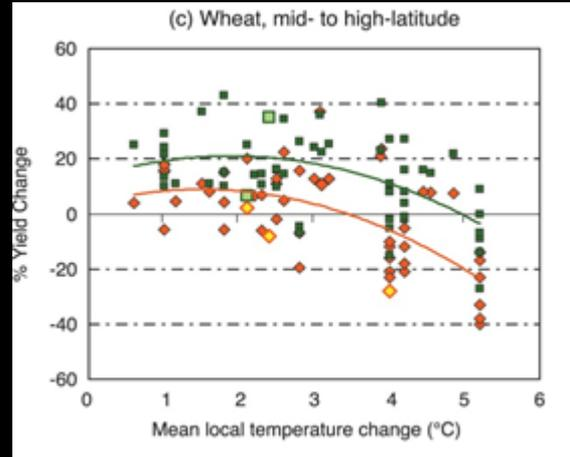 (c) Wheat, mid- to high-latitude
60
40
20
0
-20
-40
-60
% Yield Change
0 1 2 3 4 5 6
Mean local temperature change (°C)